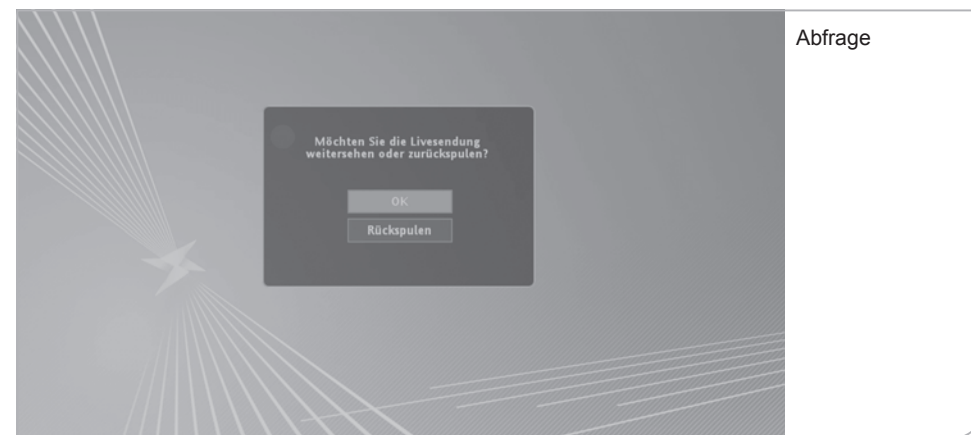 Abfrage
Möchten Sie die Livesendung
weitersehen oder zurückspulen?
OK
Rückspulen